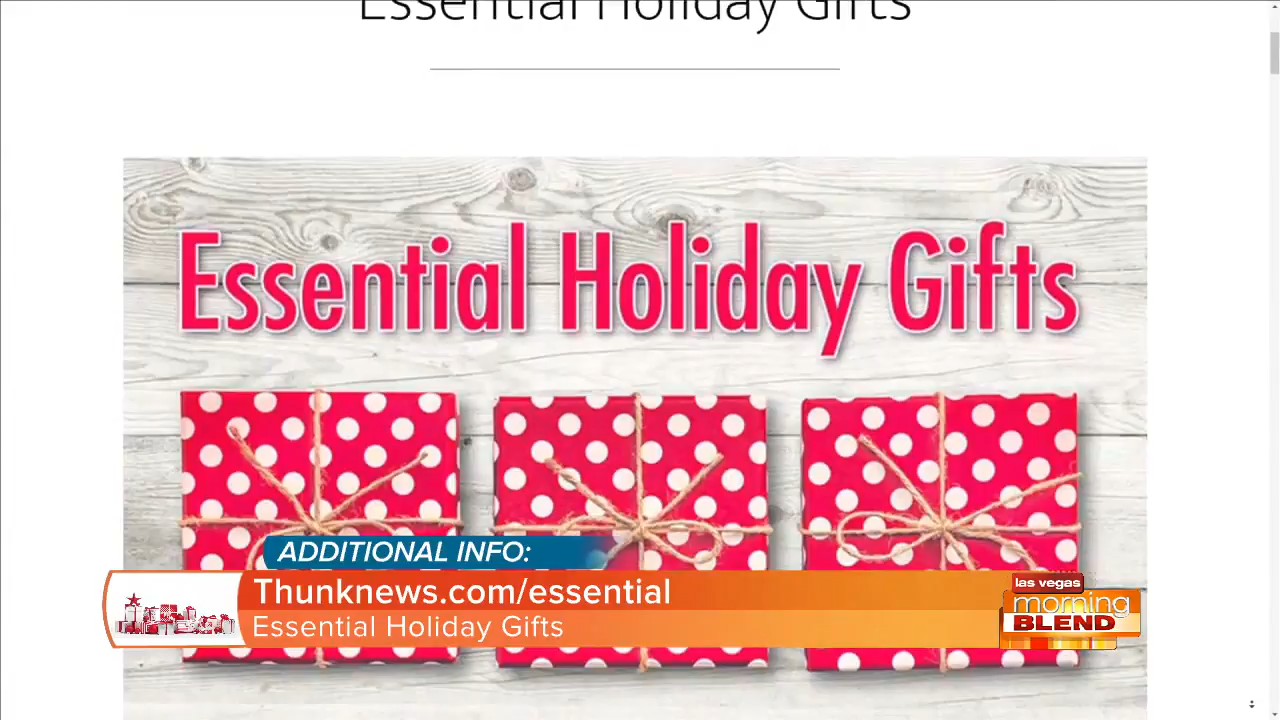 Essential Holiday Gifts
Essential Holiday Gifts
ADDITIONAL INFO:
Thunknews.com/essential
Essential Holiday Gifts
las vegas
morning
BLEND